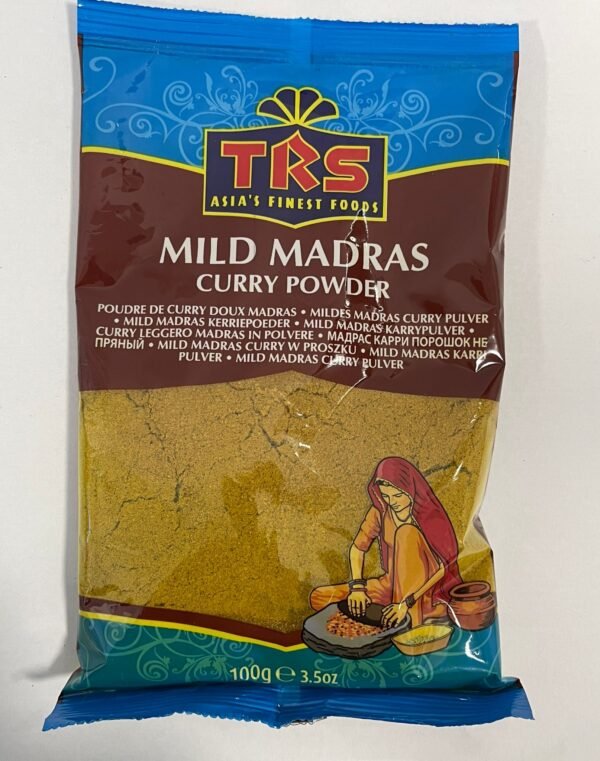 TRS
ASIA'S FINEST FOODS
MILD MADRAS
CURRY POWDER
POUDRE DE CURRY DOUX MADRAS • MILDES MADRAS CURRY PULVER
• MILD MADRAS KERRIEPOEDER • MILD MADRAS KARRYPULVER •
CURRY LEGGERO MADRAS IN POLVERE • МАДРАС КАРРИ ПОРОШОК НЕ
ПРЯНЫЙ • MILD MADRAS CURRY W PROSZKU • MILD MADRAS KARRI
PULVER • MILD MADRAS CURRY PULVER
100g ℮ 3.5oz